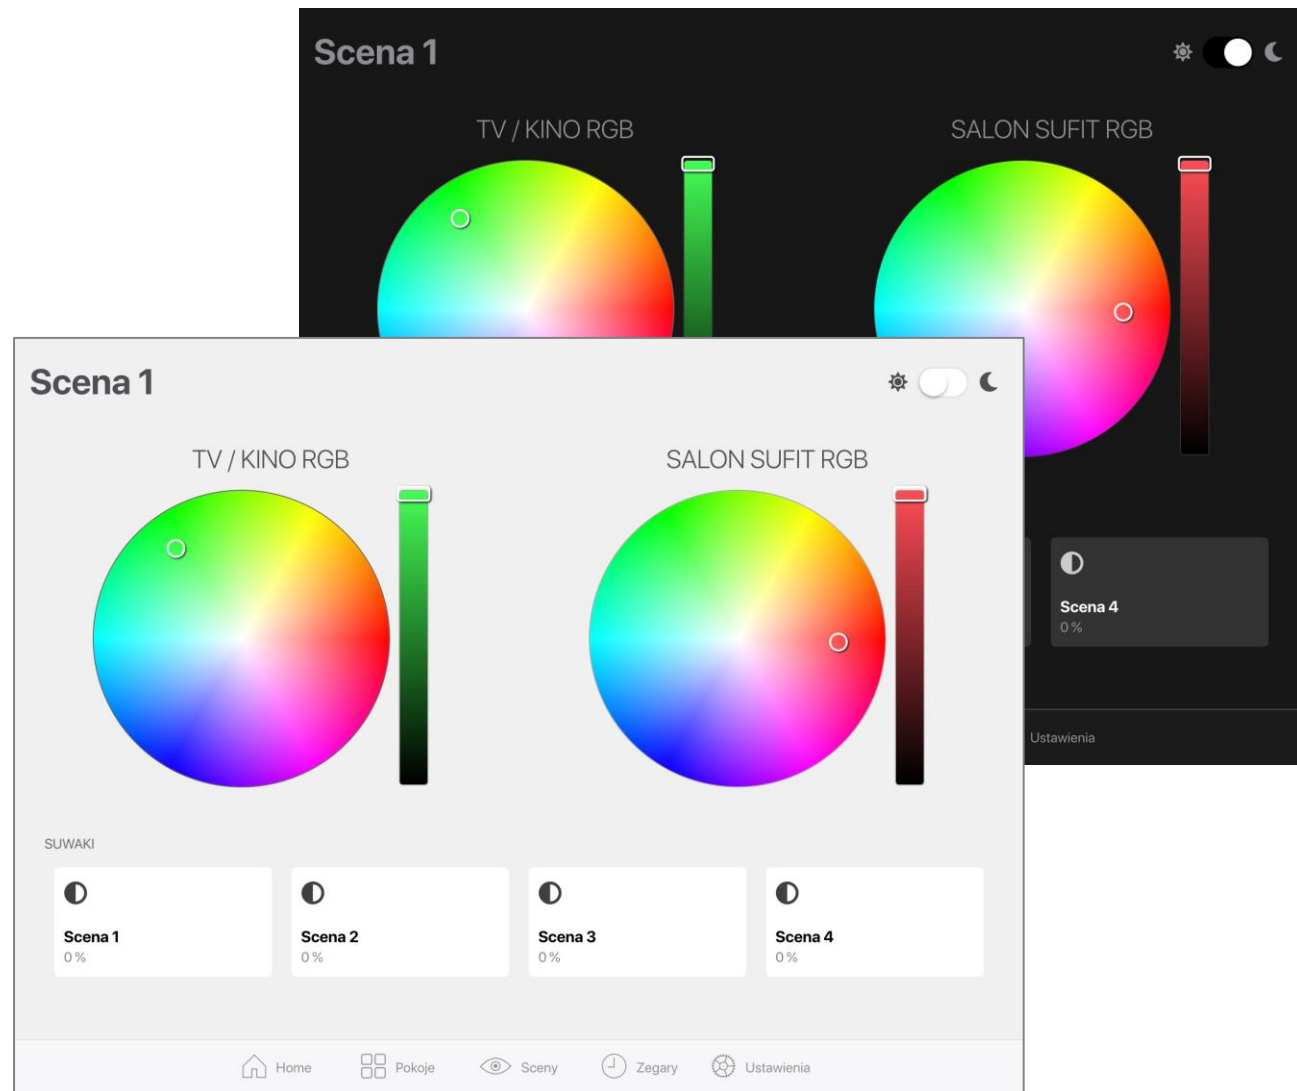 Scena 1
TV / KINO RGB
SALON SUFIT RGB
Scena 4
0 %
Ustawienia
Scena 1
TV / KINO RGB
SALON SUFIT RGB
SUWAKI
Scena 1
0 %
Scena 2
0 %
Scena 3
0 %
Scena 4
0 %
Home
Pokoje
Sceny
Zegary
Ustawienia